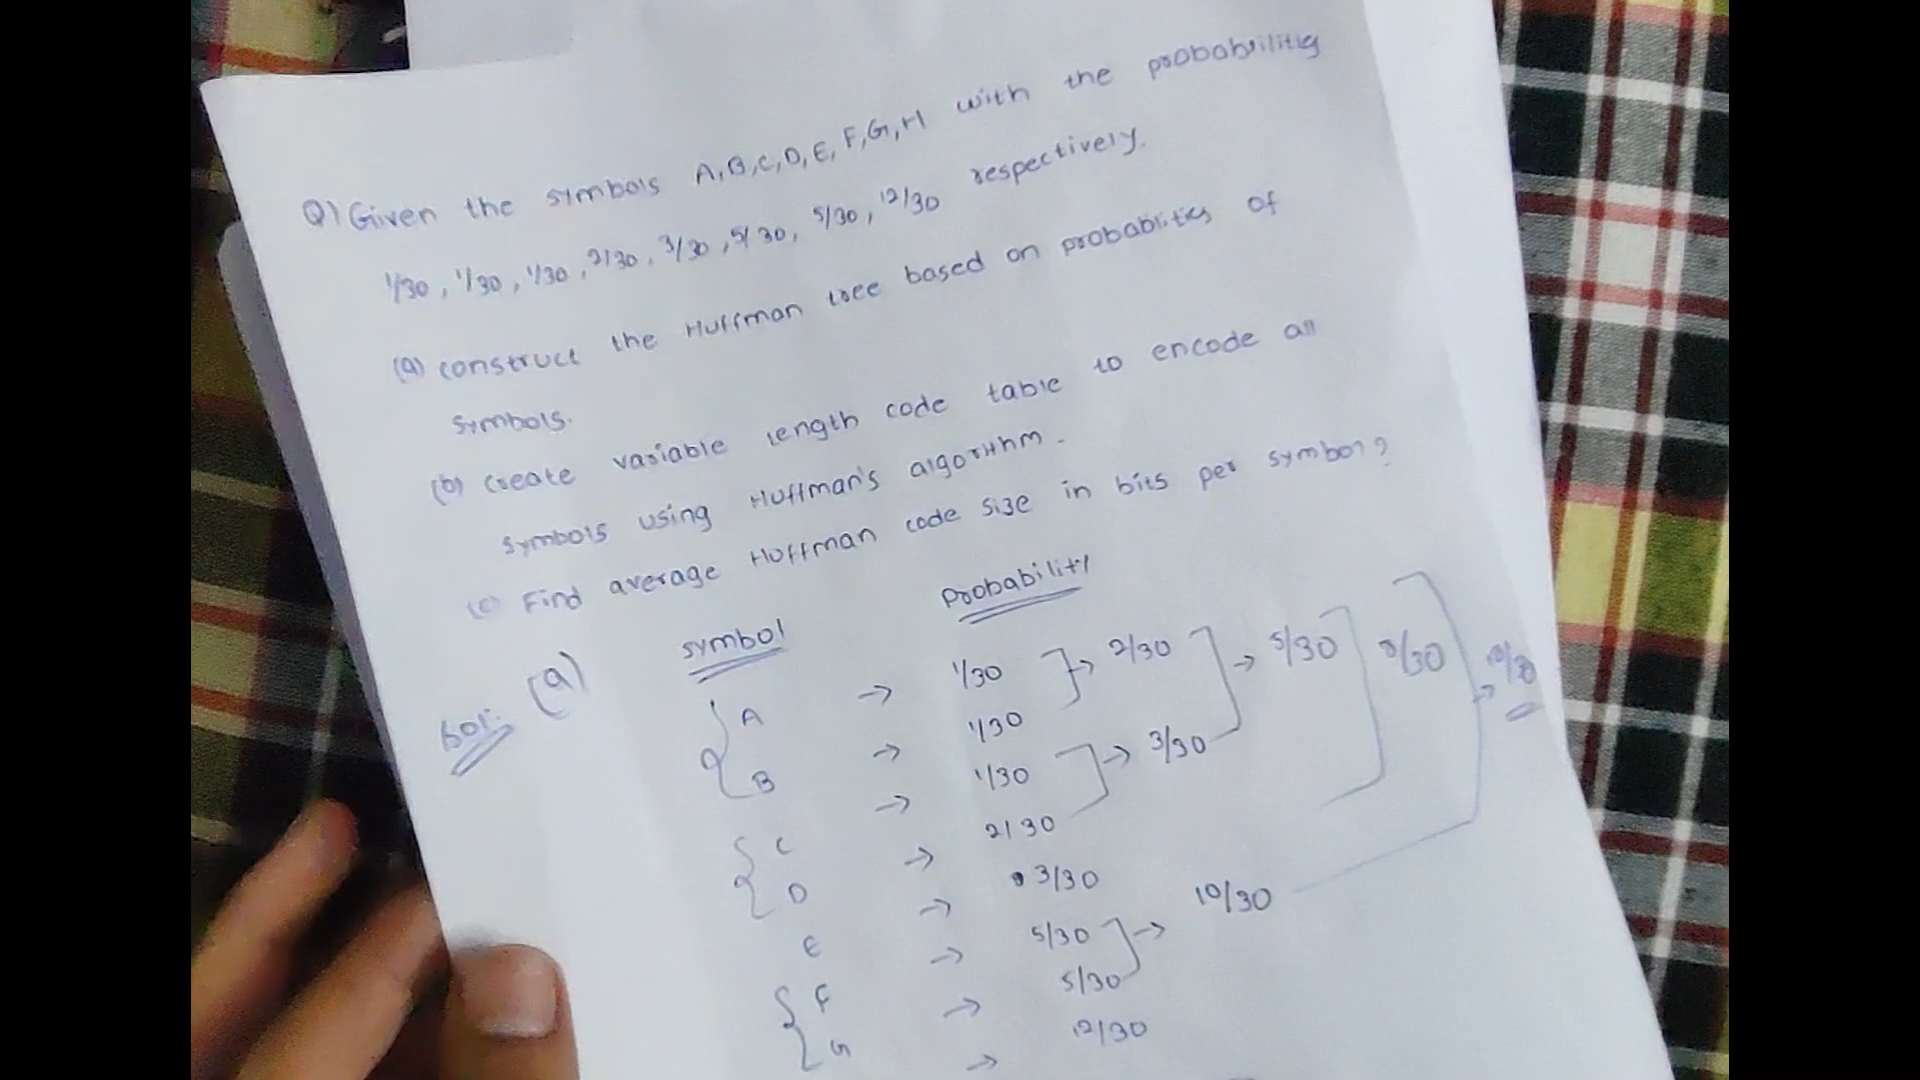 Q) Given the symbols A,B,C,D,E,F,G,H with the probabilities
1/30, 1/30, 1/30, 2/30, 3/30, 5/30, 5/30, 12/30 respectively.
(a) construct the Huffman tree based on probabilities of
symbols.
(b) create variable length code table to encode all
symbols using Huffman's algorithm.
(c) Find average Huffman code size in bits per symbol?
Sol: (a) symbol Probability
A → 1/30 → 2/30 → 5/30 8/30
B → 1/30
C → 1/30 → 3/30
D → 2/30
E → 3/30
F → 5/30 → 10/30
G → 5/30
→ 12/30